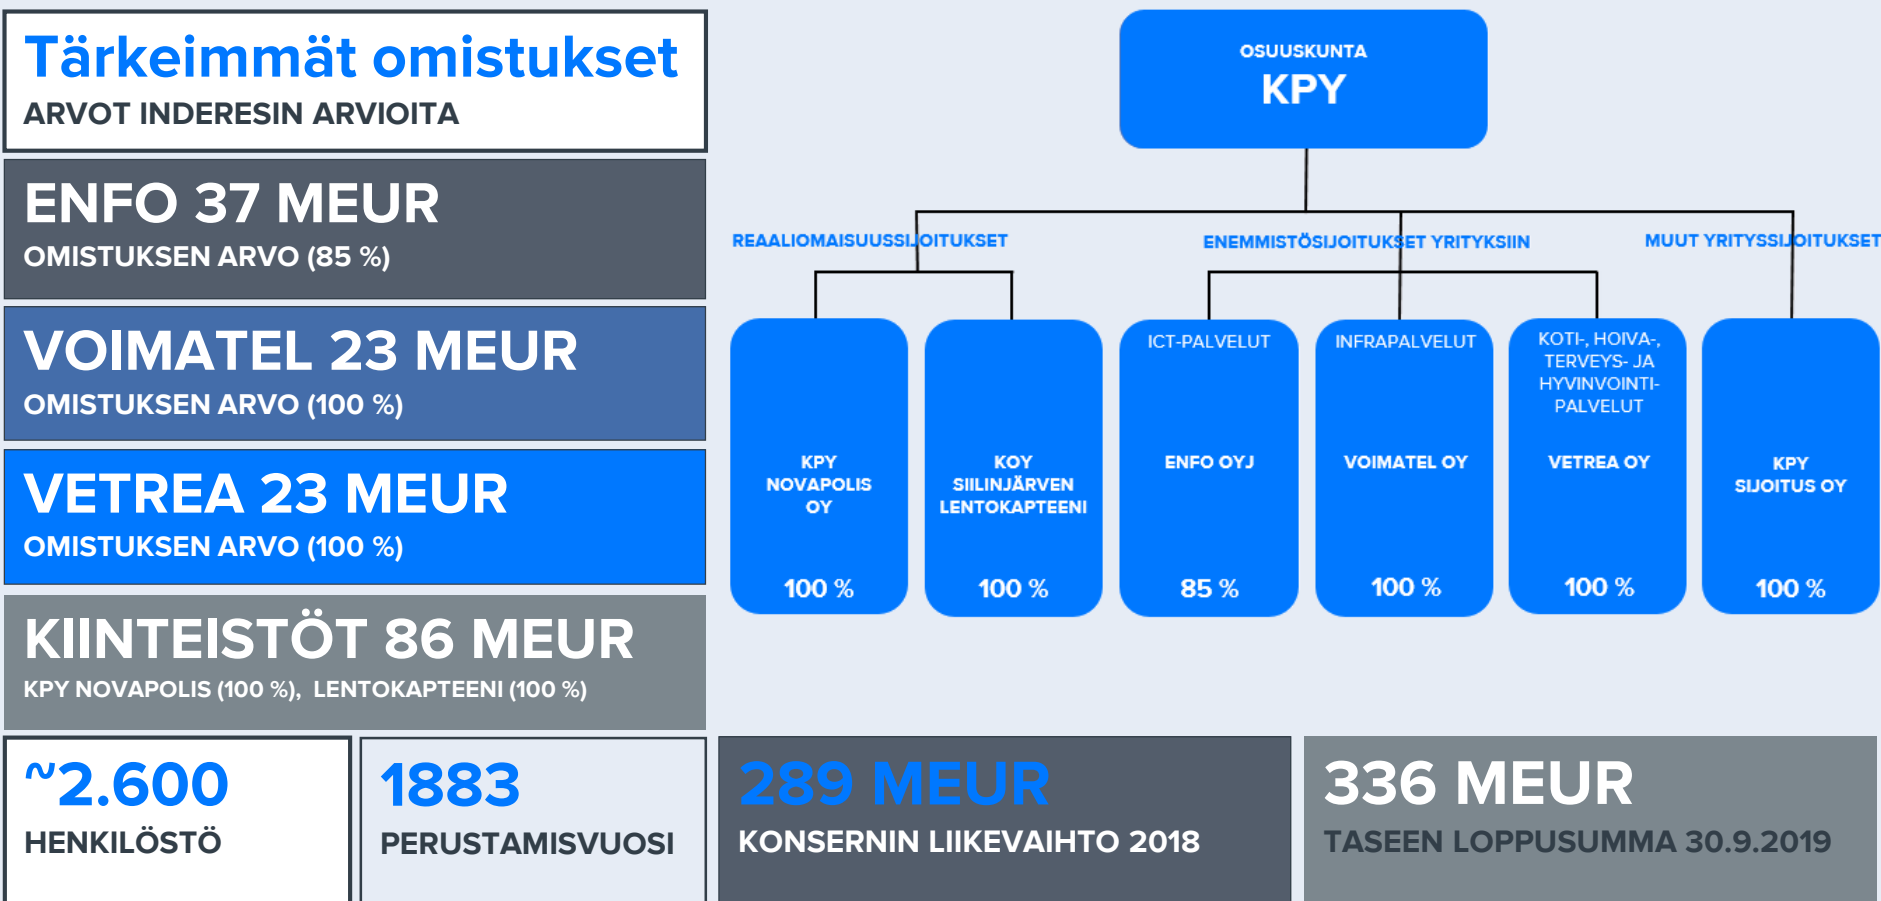 Tärkeimmät omistukset
ARVOT INDERESIN ARVIOITA
ENFO 37 MEUR
OMISTUKSEN ARVO (85 %)
VOIMATEL 23 MEUR
OMISTUKSEN ARVO (100 %)
VETREA 23 MEUR
OMISTUKSEN ARVO (100 %)
KIINTEISTÖT 86 MEUR
KPY NOVAPOLIS (100 %), LENTOKAPTEENI (100 %)
~2.600
HENKILÖSTÖ
1883
PERUSTAMISVUOSI
289 MEUR
KONSERNIN LIIKEVAIHTO 2018
336 MEUR
TASEEN LOPPUSUMMA 30.9.2019
OSUUSKUNTA
KPY
REAALIOMAISUUSSIJOITUKSET
ENEMMISTÖSIJOITUKSET YRITYKSIIN
MUUT YRITYSSIJOITUKSET
KPY
NOVAPOLIS
OY
100 %
KOY
SIILINJÄRVEN
LENTOKAPTEENI
100 %
ICT-PALVELUT
ENFO OYJ
85 %
INFRAPALVELUT
VOIMATEL OY
100 %
KOTI-, HOIVA-,
TERVEYS- JA
HYVINVOINTI-
PALVELUT
VETREA OY
100 %
KPY
SIJOITUS OY
100 %